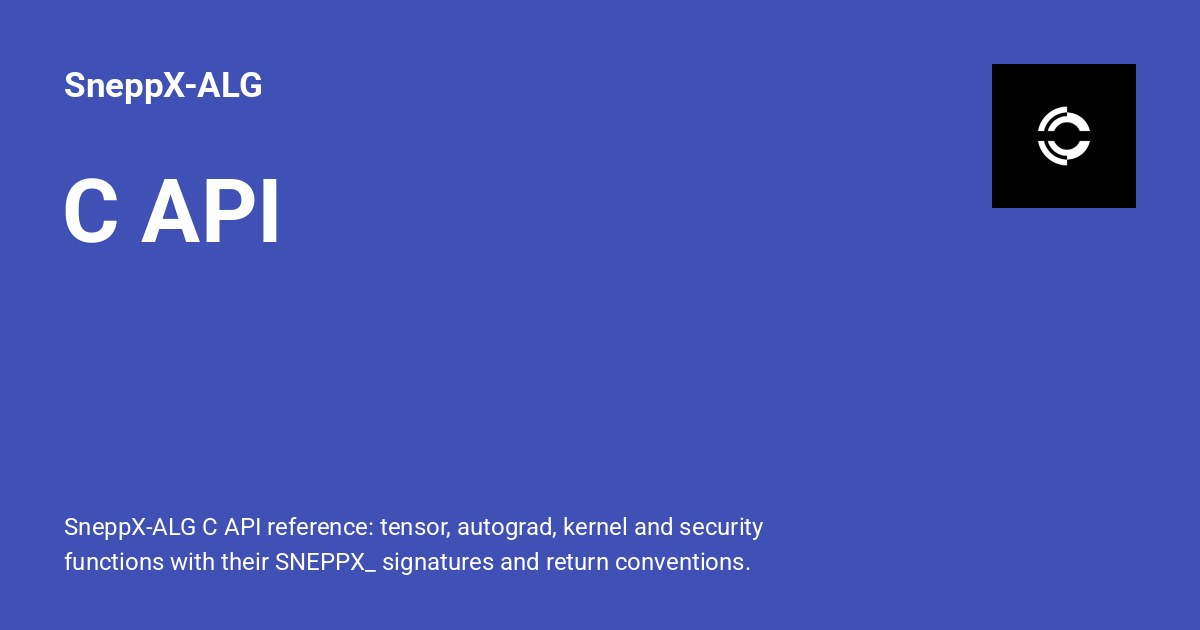 SneppX-ALG
C API
SneppX-ALG C API reference: tensor, autograd, kernel and security
functions with their SNEPPX_ signatures and return conventions.